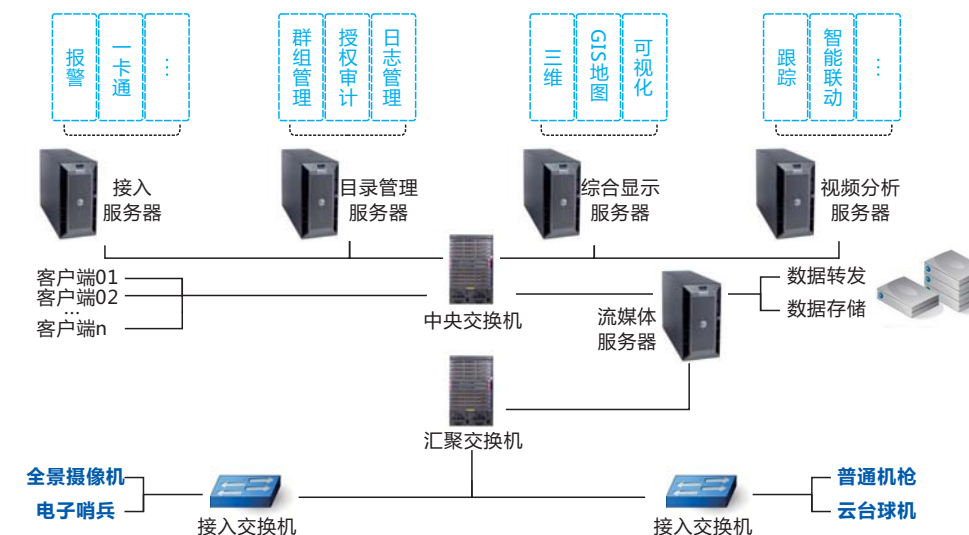 报警
一卡通
…
群组管理
授权审计
日志管理
三维
GIS地图
可视化
跟踪
智能联动
…
接入
服务器
目录管理
服务器
综合显示
服务器
视频分析
服务器
客户端01
客户端02
...
客户端n
中央交换机
流媒体
服务器
数据转发
数据存储
汇聚交换机
全景摄像机
电子哨兵
接入交换机
接入交换机
普通机枪
云台球机